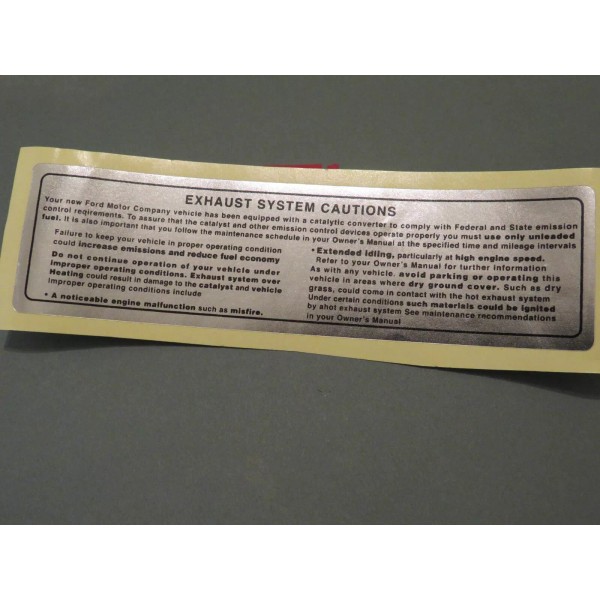 EXHAUST SYSTEM CAUTIONS
Your new Ford Motor Company vehicle has been equipped with a catalytic converter to comply with Federal and State emission
control reqirements. To assure that the catalyst and other emission control devices operate properly you must use only unleaded
fuel. It is also important that you follow the maintenance schedule in your Owner's Manual at the specified time and mileage intervals
Failure to keep your vehicle in proper operating condition
could increase emissions and reduce fuel economy
Do not continue operation of your vehicle under
improper operating conditions. Exhaust system over
Heating could result in damage to the catalyst and vehicle
Improper operating conditions include
• A noticeable engine malfunction such as misfire.
• Extended idling, particularly at high engine speed.
Refer to your Owner's Manual for turther information
As with any vehicle, avoid parking or operating this
vehicle in areas where dry ground cover. Such as dry
grass, could come in contact with the hot exhaust system
Under certain conditions such materials could be ignited
by ahot exhaust system See maintenance recommendations
in your Owner's Manual